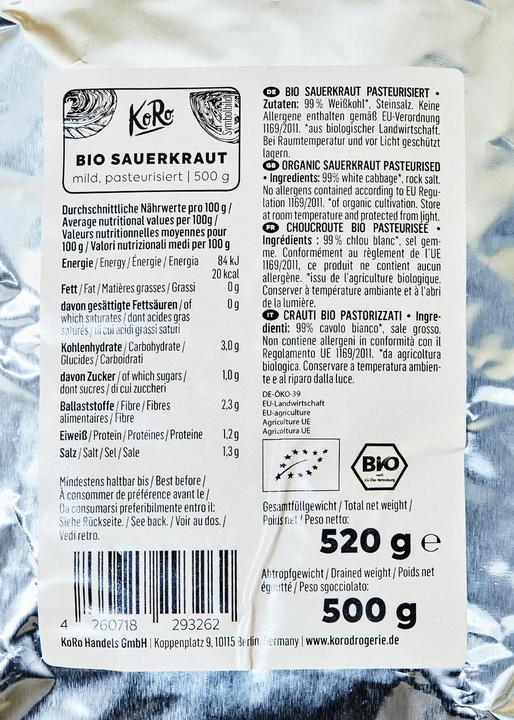 KoRo
Symbolbild
BIO SAUERKRAUT
mild, pasteurisiert | 500 g
Durchschnittliche Nährwerte pro 100 g /
Average nutritional values per 100g /
Valeurs nutritionnelles moyennes pour
100 g / Valori nutrizionali medi per 100 g
Energie / Energy / Énergie / Energia 84 kJ
20 kcal
Fett / Fat / Matières grasses / Grassi 0 g
davon gesättigte Fettsäuren / of 0 g
which saturates / dont acides gras
saturés / di cui acidi grassi saturi
Kohlenhydrate / Carbohydrate / 3,0 g
Glucides / Carboidrati
davon Zucker / of which sugars / 1,0 g
dont sucres / di cui zuccheri
Ballaststoffe / Fibre / Fibres 2,3 g
alimentaires / Fibre
Eiweiß / Protein / Protéines / Proteine 1,2 g
Salz / Salt / Sel / Sale 1,3 g
Mindestens haltbar bis / Best before /
À consommer de préférence avant le /
Da consumarsi preferibilmente entro il:
Siehe Rückseite. / See back. / Voir au dos. /
Vedi retro.
4 260718 293262
KoRo Handels GmbH | Koppenplatz 9, 10115 Berlin, Germany | www.korodrogerie.de
DE BIO SAUERKRAUT PASTEURISIERT •
Zutaten: 99 % Weißkohl*, Steinsalz. Keine
Allergene enthalten gemäß EU-Verordnung
1169/2011. *aus biologischer Landwirtschaft.
Bei Raumtemperatur und vor Licht geschützt
lagern.
GB ORGANIC SAUERKRAUT PASTEURISED
• Ingredients: 99% white cabbage*, rock salt.
No allergens contained according to EU Regu-
lation 1169/2011. *of organic cultivation. Store
at room temperature and protected from light.
FR CHOUCROUTE BIO PASTEURISÉE •
Ingrédients : 99 % chlou blanc*, sel gem-
me. Conformément au règlement de l'UE
1169/2011, ce produit ne contient aucun
allergène. *issu de l'agriculture biologique.
Conserver à température ambiante et à l'abri
de la lumière.
IT CRAUTI BIO PASTORIZZATI • Ingre-
dienti: 99% cavolo bianco*, sale grosso.
Non contiene allergeni in conformità con il
Regolamento UE 1169/2011. *da agricoltura
biologica. Conservare a temperatura ambien-
te e al riparo dalla luce.
DE-ÖKO-39
EU-Landwirtschaft
EU-agriculture
Agriculture UE
Agricoltura UE
Bio
nach
EG-Öko-Verordnung
Gesamtfüllgewicht / Total net weight /
Poids net / Peso netto:
520 g e
Abtropfgewicht / Drained weight / Poids net
égoutté / Peso sgocciolato:
500 g